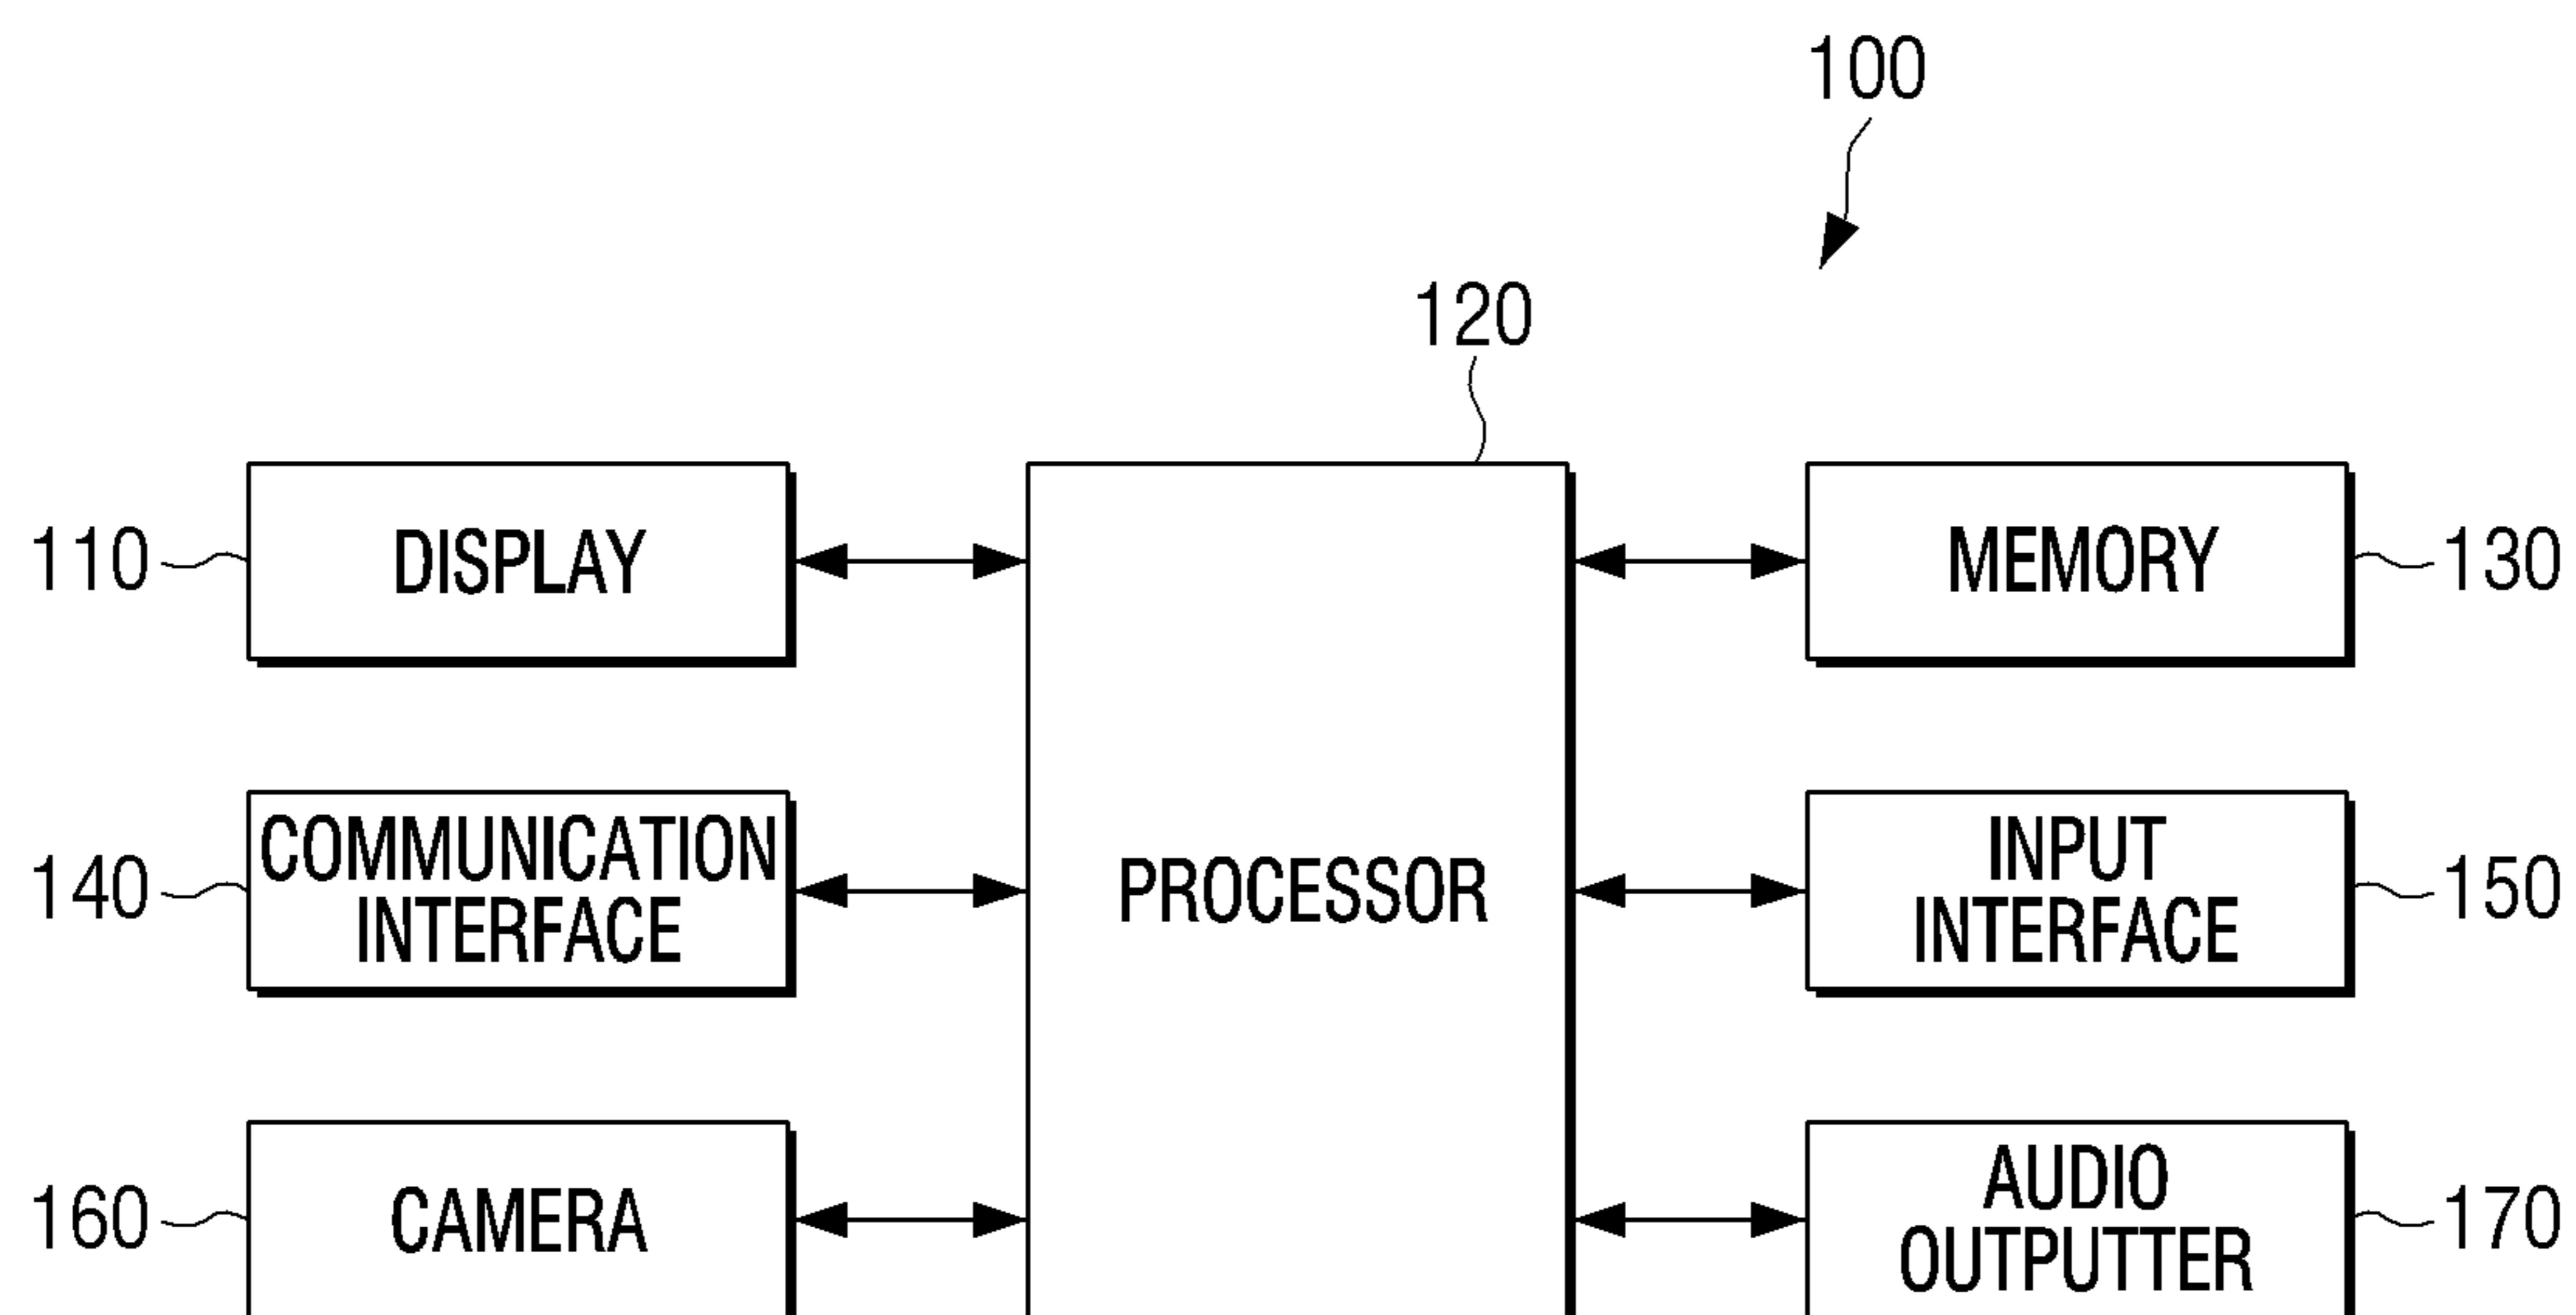 100
120
110
DISPLAY
MEMORY
130
140
COMMUNICATION
INTERFACE
PROCESSOR
INPUT
INTERFACE
150
160
CAMERA
AUDIO
OUTPUTTER
170